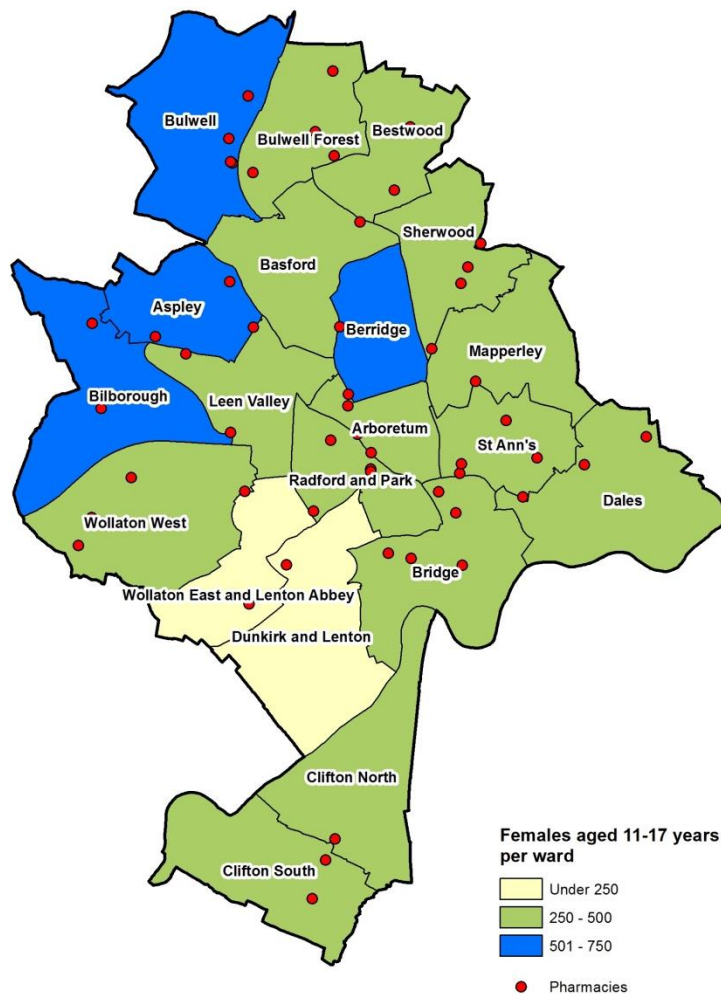 Bulwell
Bulwell Forest
Bestwood
Sherwood
Basford
Aspley
Berridge
Mapperley
Bilborough
Leen Valley
Arboretum
St Ann's
Radford and Park
Dales
Wollaton West
Bridge
Wollaton East and Lenton Abbey
Dunkirk and Lenton
Clifton North
Clifton South
Females aged 11-17 years
per ward
Under 250
250 - 500
501 - 750
Pharmacies